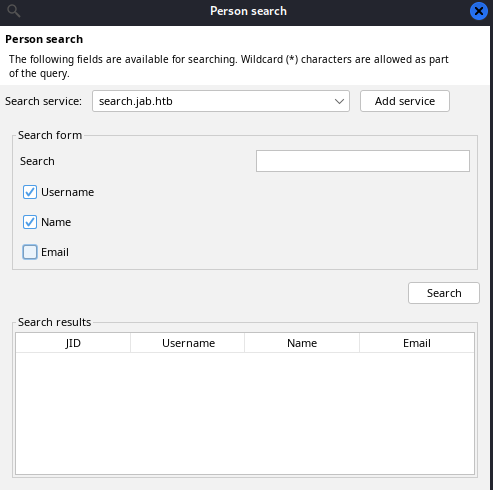 Person search
Person search
The following fields are available for searching. Wildcard (*) characters are allowed as part
of the query.
Search service: search.jab.htb Add service
Search form
Search
Username
Name
Email
Search
Search results
JID Username Name Email